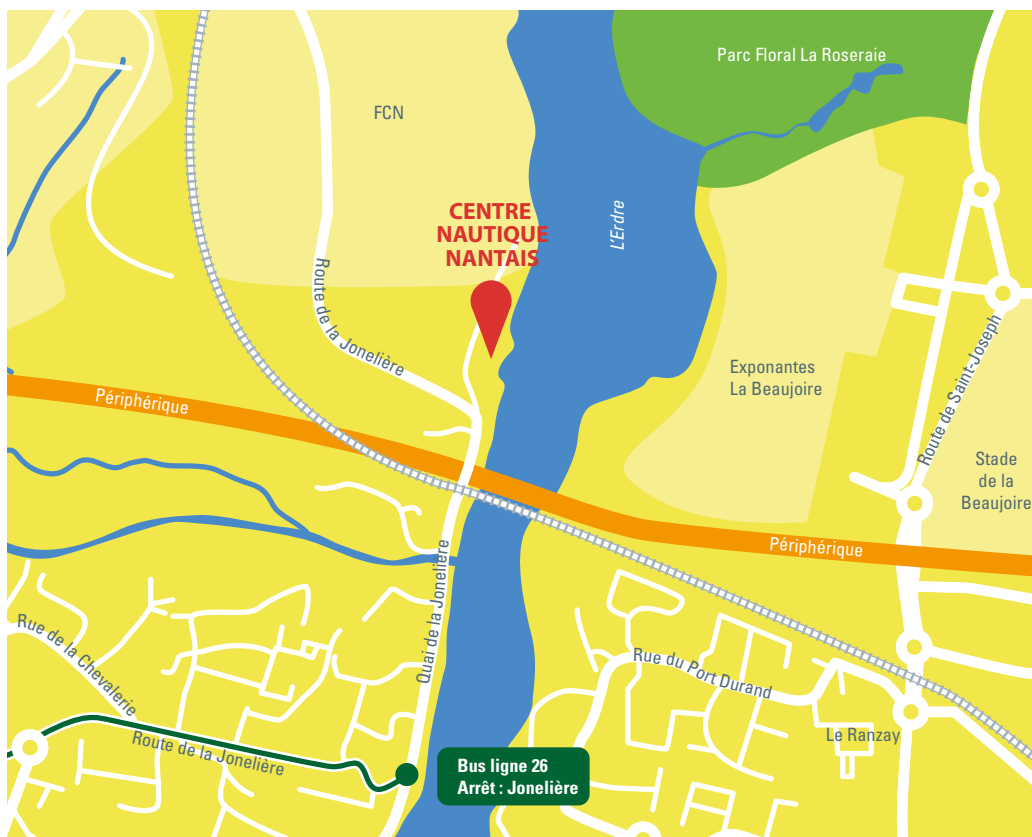 Parc Floral La Roseraie
FCN
CENTRE
NAUTIQUE
NANTAIS
L'Erdre
Route de la Jonelière
Exponantes
La Beaujoire
Route de Saint-Joseph
Stade
de la
Beaujoire
Périphérique
Périphérique
Quai de la Jonelière
Rue de la Chevalerie
Rue du Port Durand
Le Ranzay
Route de la Jonelière
Bus ligne 26
Arrêt : Jonelière